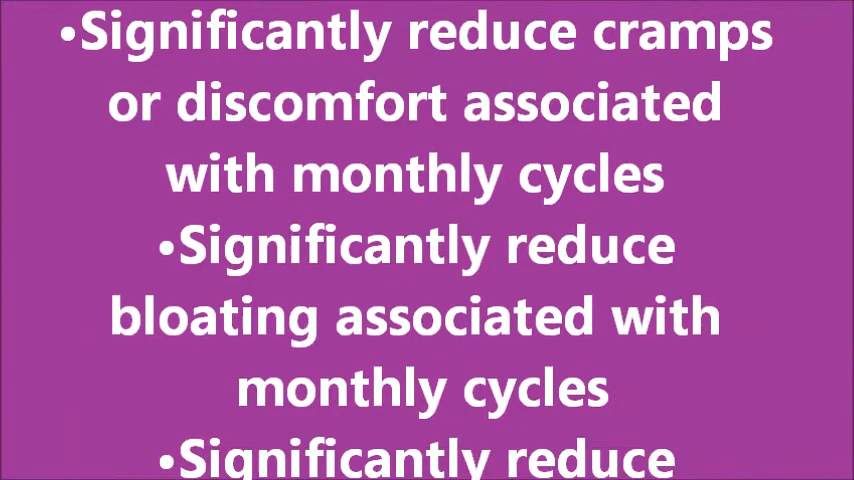 •Significantly reduce cramps
or discomfort associated
with monthly cycles
•Significantly reduce
bloating associated with
monthly cycles
•Significantly reduce